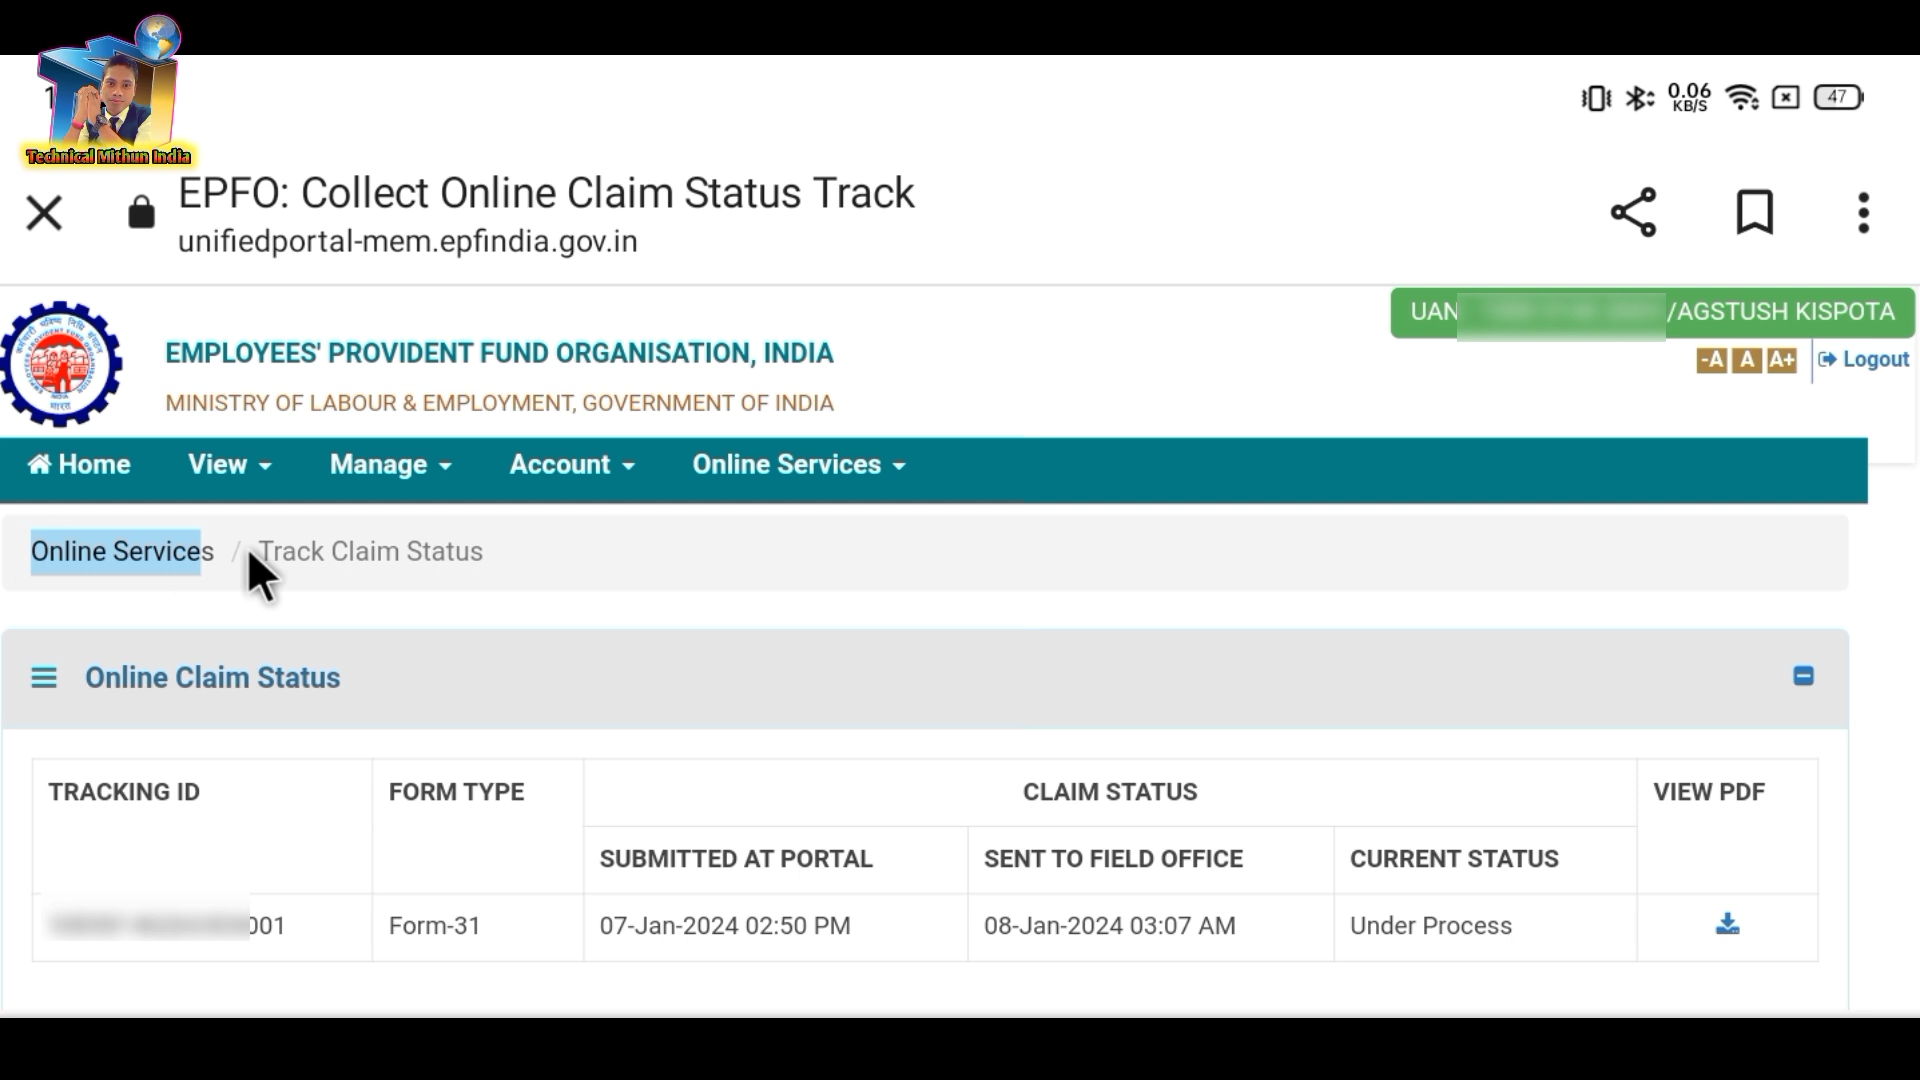 0.06
KB/S
47
Technical Mithun India
EPFO: Collect Online Claim Status Track
unifiedportal-mem.epfindia.gov.in
UAN /AGSTUSH KISPOTA
EMPLOYEES' PROVIDENT FUND ORGANISATION, INDIA
-A A A+ Logout
MINISTRY OF LABOUR & EMPLOYMENT, GOVERNMENT OF INDIA
Home View Manage Account Online Services
Online Services / Track Claim Status
Online Claim Status
TRACKING ID FORM TYPE CLAIM STATUS VIEW PDF
SUBMITTED AT PORTAL SENT TO FIELD OFFICE CURRENT STATUS
001 Form-31 07-Jan-2024 02:50 PM 08-Jan-2024 03:07 AM Under Process